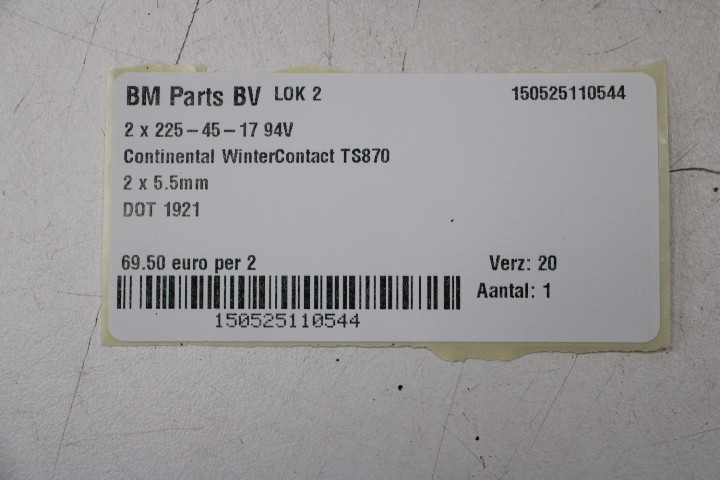 BM Parts BV LOK 2 150525110544
2 x 225-45-17 94V
Continental WinterContact TS870
2 x 5.5mm
DOT 1921
69.50 euro per 2 Verz: 20
Aantal: 1
150525110544